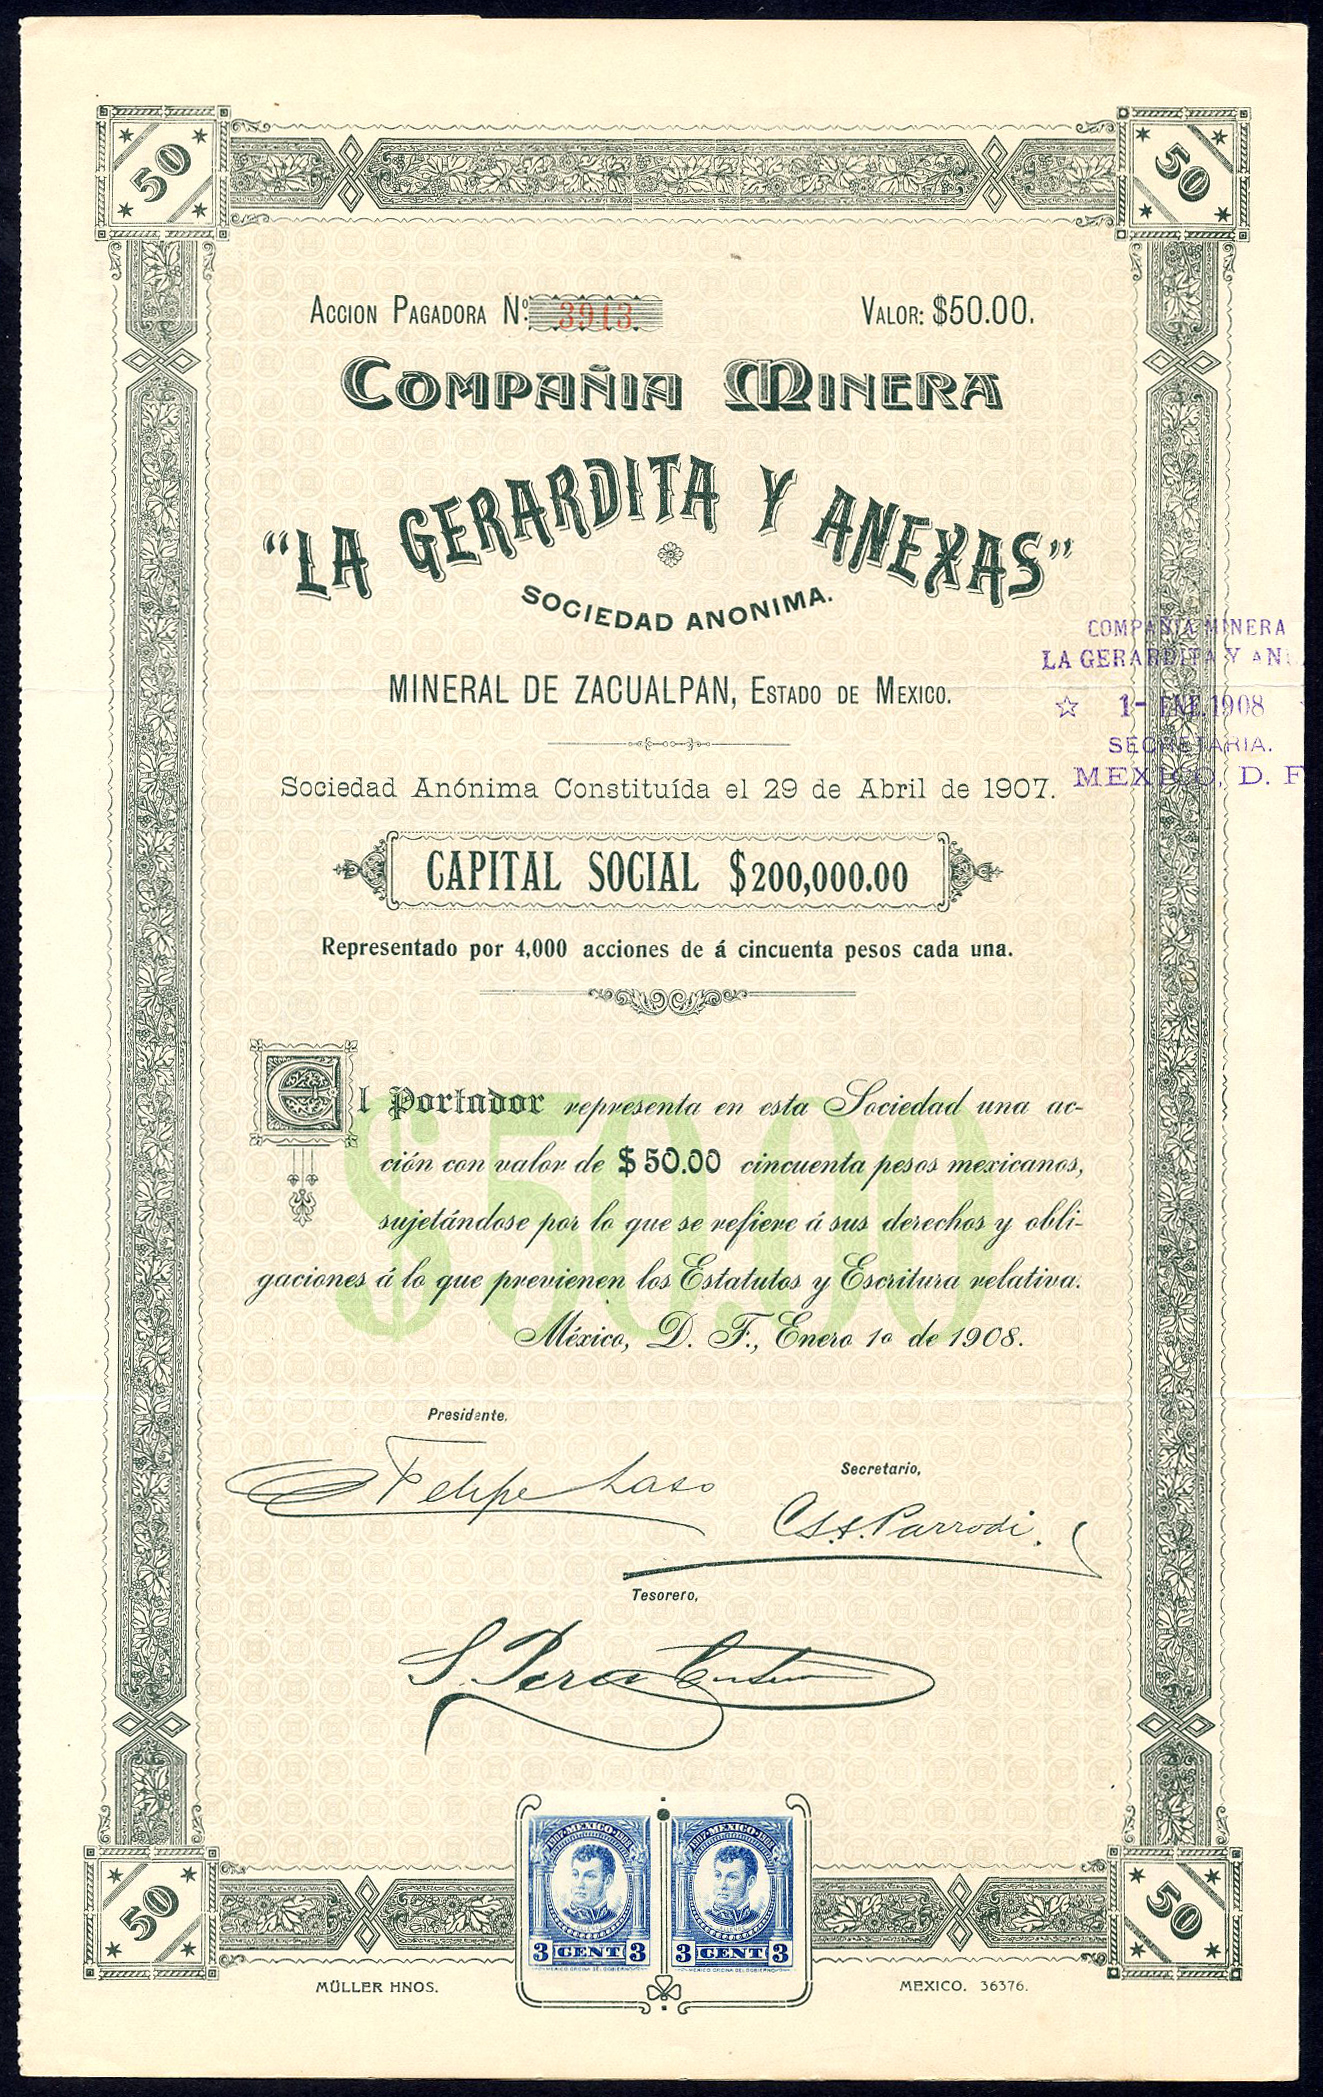 50
50
ACCION PAGADORA Nº. 3913
VALOR: $50.00.
COMPAÑIA MINERA
"LA GERARDITA Y ANEXAS"
SOCIEDAD ANONIMA.
COMPAÑIA MINERA
LA GERARDITA Y AN
MINERAL DE ZACUALPAN, ESTADO DE MEXICO.
☆ 1- ENE. 1908
SECRETARIA.
MEXICO, D. F
Sociedad Anónima Constituída el 29 de Abril de 1907.
CAPITAL SOCIAL $200,000.00
Representado por 4,000 acciones de á cincuenta pesos cada una.
$50.00
El Portador representa en esta Sociedad una ac-
ción con valor de $50.00 cincuenta pesos mexicanos,
sujetándose por lo que se refiere á sus derechos y obli-
gaciones á lo que previenen los Estatutos y Escritura relativa.
México, D. F., Enero 1o de 1908.
Presidente,
Felipe Laso
Secretario,
Parrodi.
Tesorero,
50
50
1907·MEXICO·1908
1907·MEXICO·1908
3 CENT 3
3 CENT 3
MÜLLER HNOS.
MEXICO. 36376.